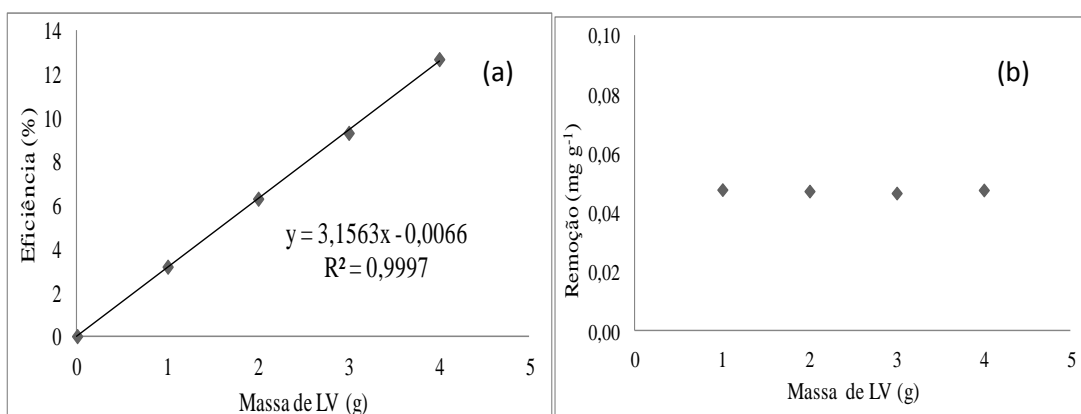 14
12
10
8
6
4
2
0
Eficiência (%)
(a)
y = 3,1563x - 0,0066
R² = 0,9997
0 1 2 3 4 5
Massa de LV (g)
0,10
0,08
0,06
0,04
0,02
0,00
Remoção (mg g⁻¹)
(b)
0 1 2 3 4 5
Massa de LV (g)